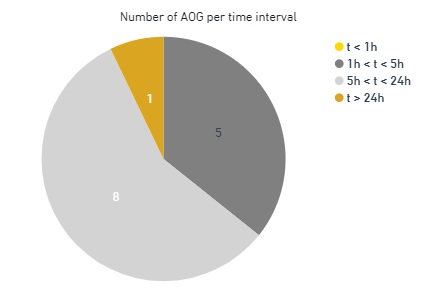 Number of AOG per time interval
t < 1h
1h < t < 5h
5h < t < 24h
t > 24h
1
5
8